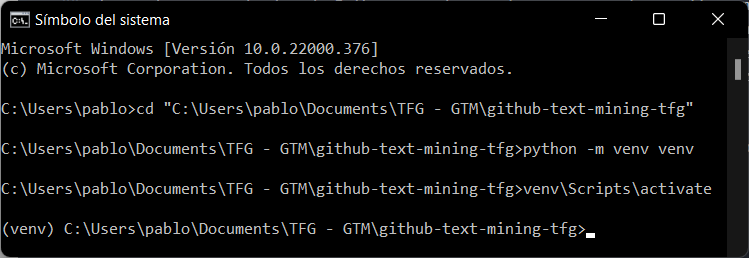 Símbolo del sistema
Microsoft Windows [Versión 10.0.22000.376]
(c) Microsoft Corporation. Todos los derechos reservados.
C:\Users\pablo>cd "C:\Users\pablo\Documents\TFG - GTM\github-text-mining-tfg"
C:\Users\pablo\Documents\TFG - GTM\github-text-mining-tfg>python -m venv venv
C:\Users\pablo\Documents\TFG - GTM\github-text-mining-tfg>venv\Scripts\activate
(venv) C:\Users\pablo\Documents\TFG - GTM\github-text-mining-tfg>